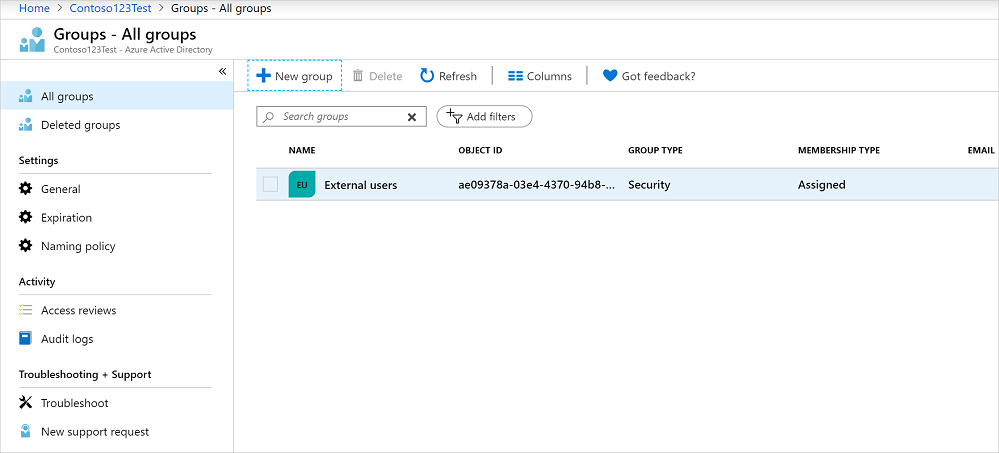 Home > Contoso123Test > Groups - All groups
Groups - All groups
Contoso123Test - Azure Active Directory
«
All groups
Deleted groups
Settings
General
Expiration
Naming policy
Activity
Access reviews
Audit logs
Troubleshooting + Support
Troubleshoot
New support request
New group Delete Refresh Columns Got feedback?
Search groups Add filters
NAME OBJECT ID GROUP TYPE MEMBERSHIP TYPE EMAIL
EU External users ae09378a-03e4-4370-94b8-... Security Assigned